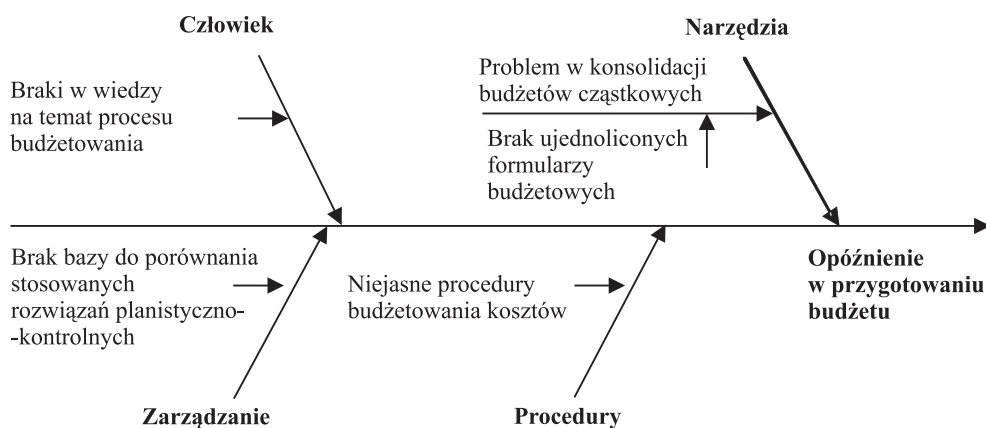 Człowiek
Narzędzia
Braki w wiedzy
na temat procesu
budżetowania
Problem w konsolidacji
budżetów cząstkowych
Brak ujednoliconych
formularzy
budżetowych
Brak bazy do porównania
stosowanych
rozwiązań planistyczno-
-kontrolnych
Niejasne procedury
budżetowania kosztów
Opóźnienie
w przygotowaniu
budżetu
Zarządzanie
Procedury